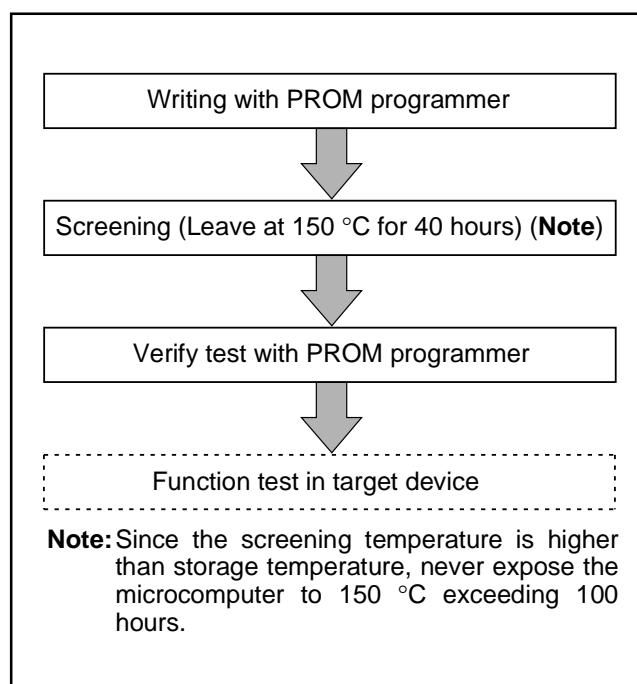 Writing with PROM programmer
Screening (Leave at 150 °C for 40 hours) (Note)
Verify test with PROM programmer
Function test in target device
Note: Since the screening temperature is higher
than storage temperature, never expose the
microcomputer to 150 °C exceeding 100
hours.